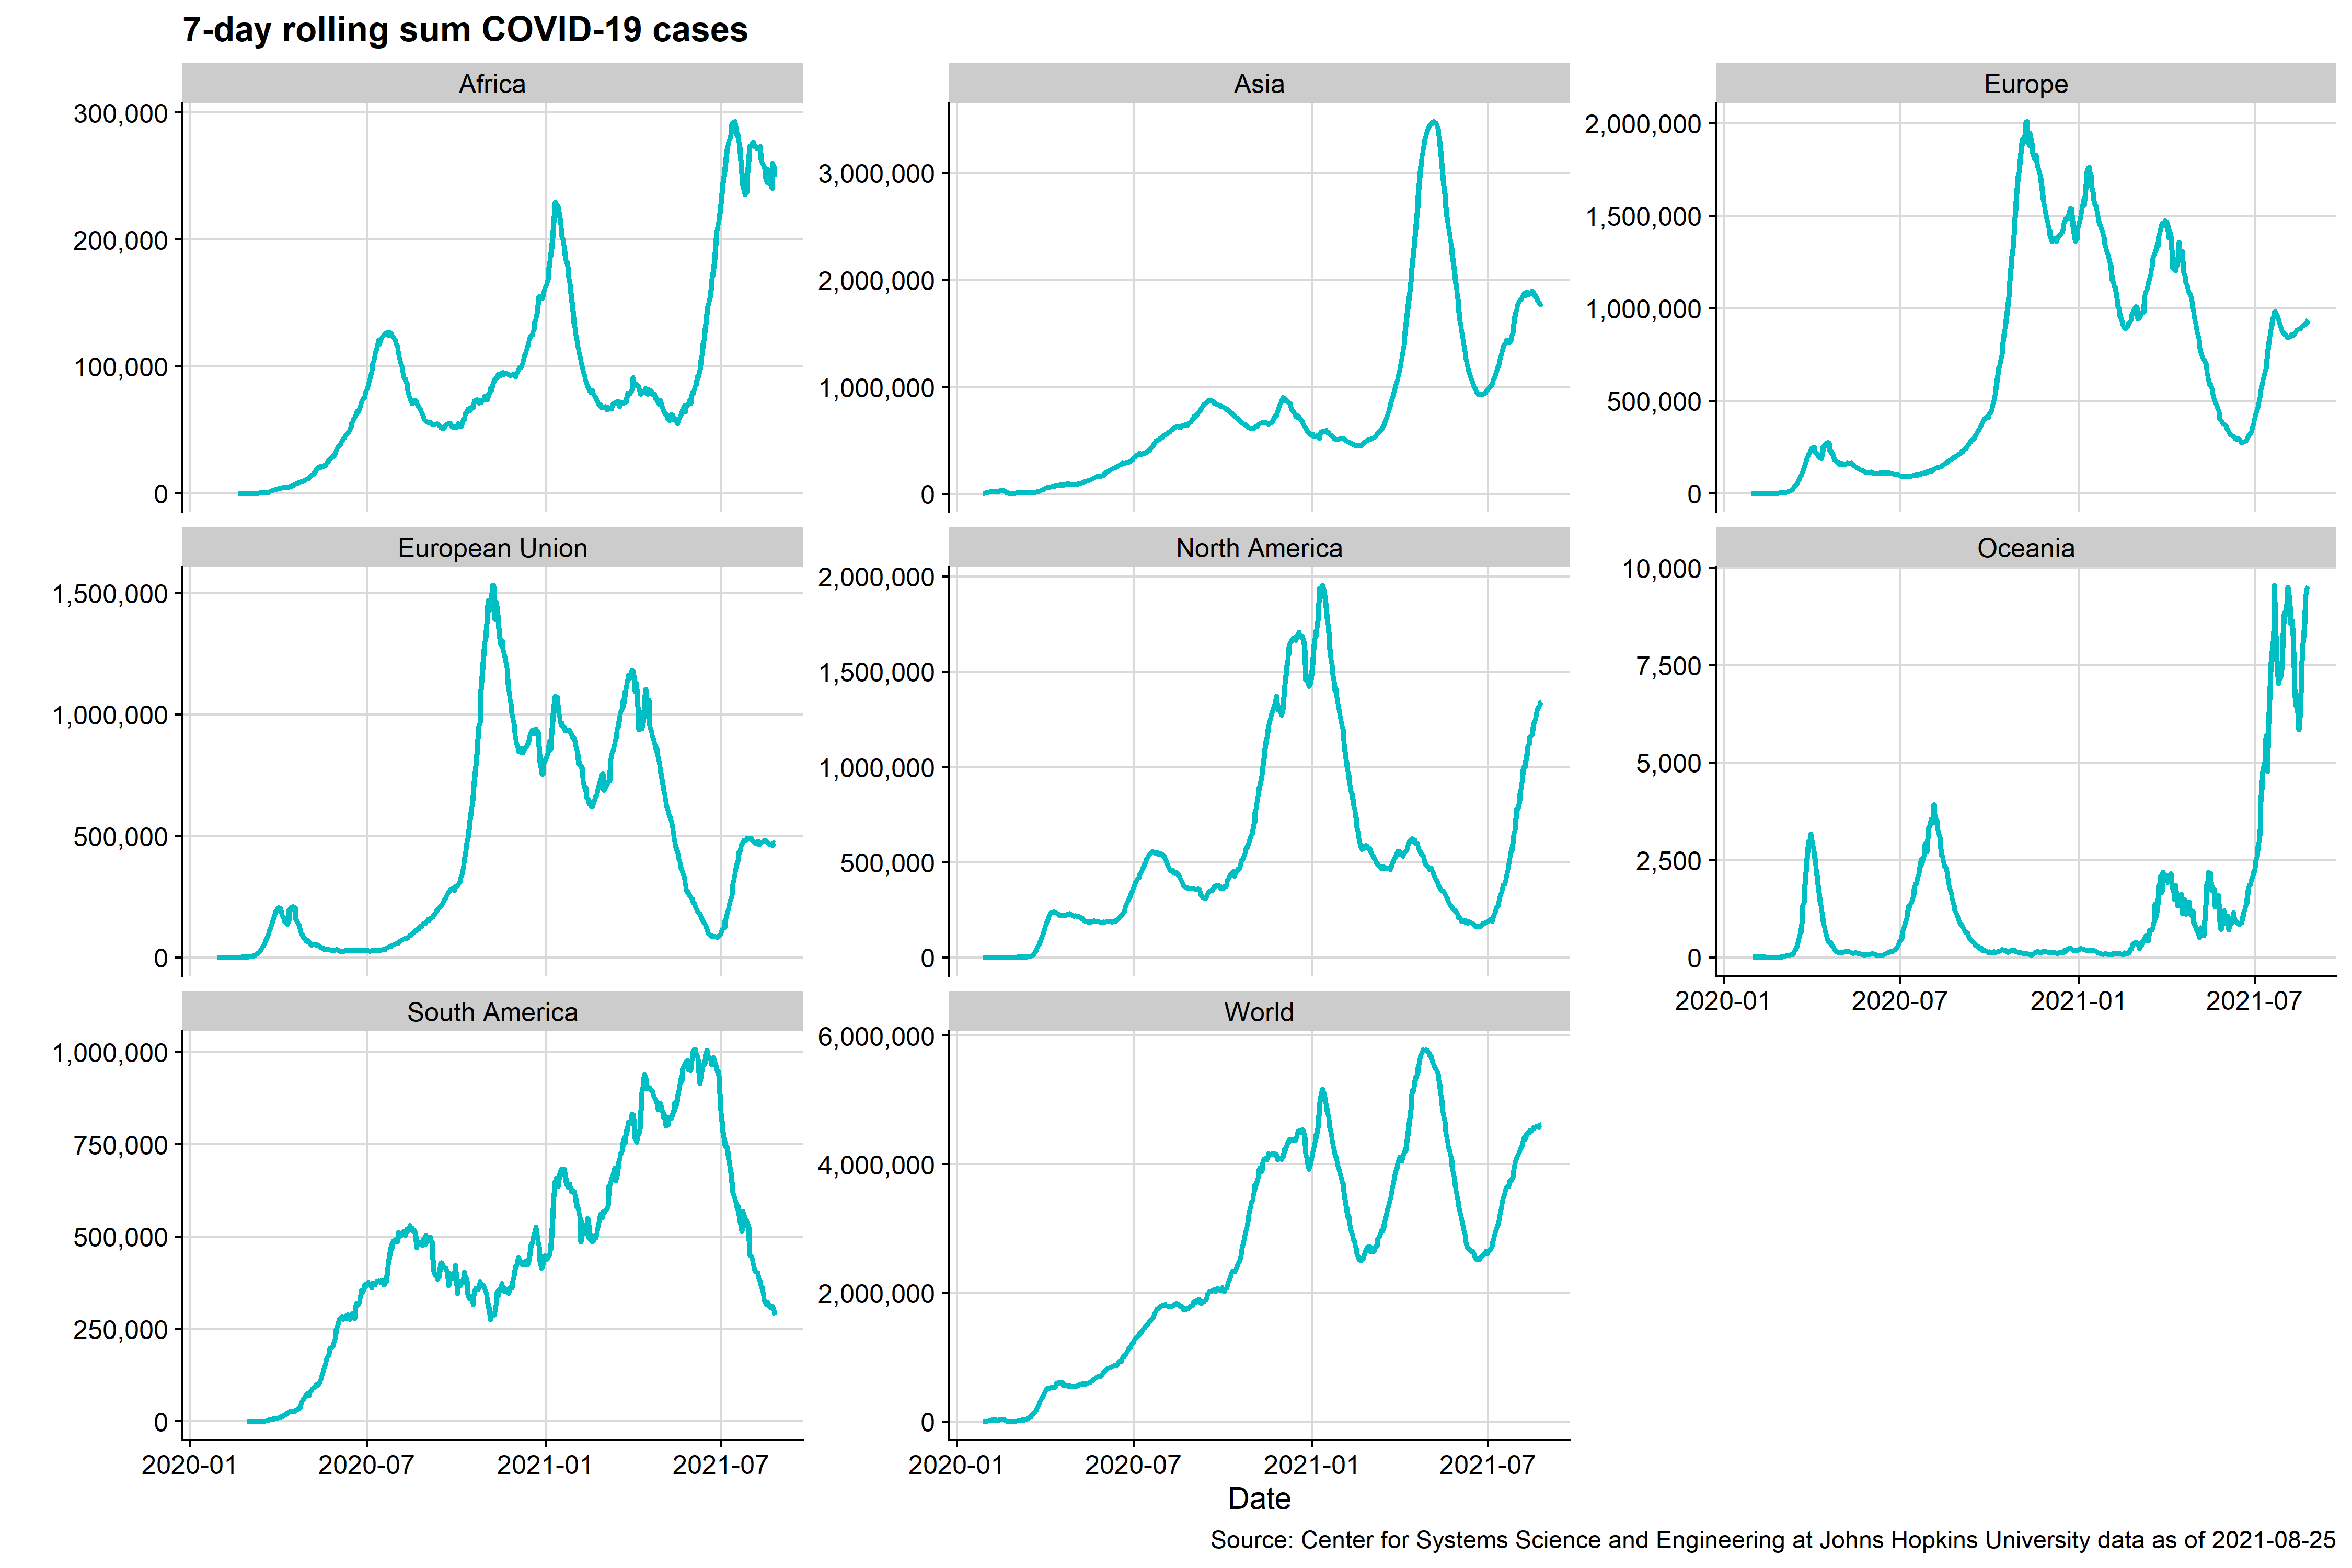 7-day rolling sum COVID-19 cases
Africa
300,000
200,000
100,000
0
Asia
3,000,000
2,000,000
1,000,000
0
Europe
2,000,000
1,500,000
1,000,000
500,000
0
European Union
1,500,000
1,000,000
500,000
0
North America
2,000,000
1,500,000
1,000,000
500,000
0
Oceania
10,000
7,500
5,000
2,500
0
2020-01 2020-07 2021-01 2021-07
South America
1,000,000
750,000
500,000
250,000
0
2020-01 2020-07 2021-01 2021-07
World
6,000,000
4,000,000
2,000,000
0
2020-01 2020-07 2021-01 2021-07
Date
Source: Center for Systems Science and Engineering at Johns Hopkins University data as of 2021-08-25